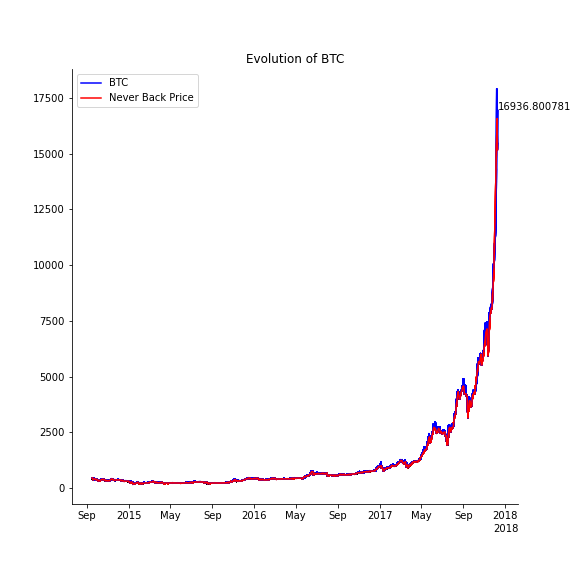 Evolution of BTC
BTC
Never Back Price
16936.800781
17500
15000
12500
10000
7500
5000
2500
0
Sep 2015 May Sep 2016 May Sep 2017 May Sep 2018
2018